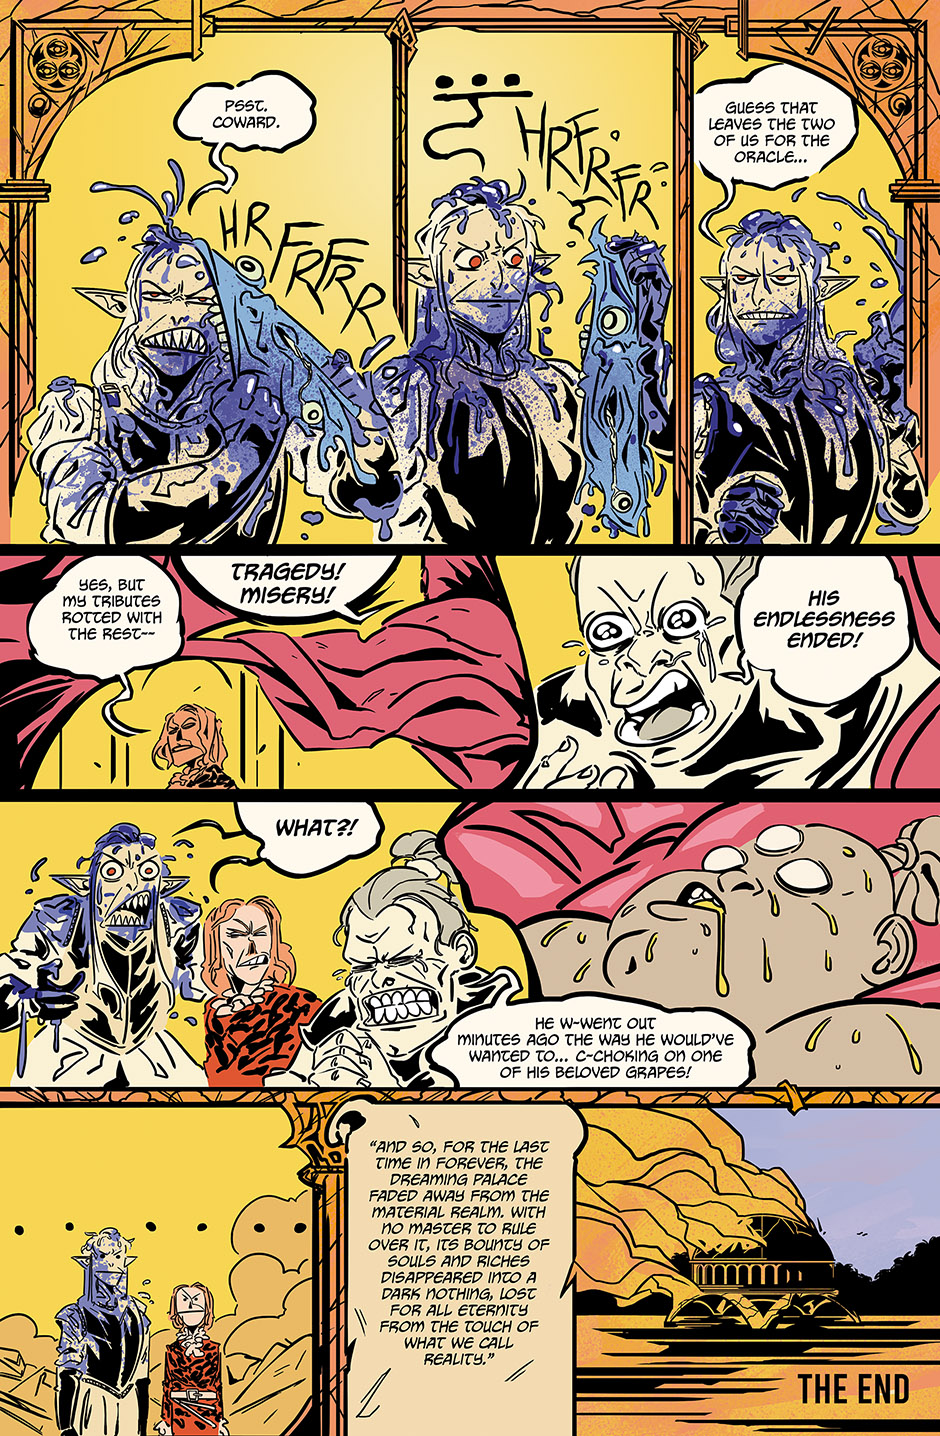 PSST.
COWARD.
HR
FRFRR
...
HRFRFR
GUESS THAT
LEAVES THE TWO
OF US FOR THE
ORACLE...
YES, BUT
MY TRIBUTES
ROTTED WITH
THE REST--
TRAGEDY!
MISERY!
HIS
ENDLESSNESS
ENDED!
WHAT?!
HE W-WENT OUT
MINUTES AGO THE WAY HE WOULD'VE
WANTED TO... C-CHOKING ON ONE
OF HIS BELOVED GRAPES!
......
"AND SO, FOR THE LAST
TIME IN FOREVER, THE
DREAMING PALACE
FADED AWAY FROM THE
MATERIAL REALM. WITH
NO MASTER TO RULE
OVER IT, ITS BOUNTY OF
SOULS AND RICHES
DISAPPEARED INTO A
DARK NOTHING, LOST
FOR ALL ETERNITY
FROM THE TOUCH OF
WHAT WE CALL
REALITY."
THE END